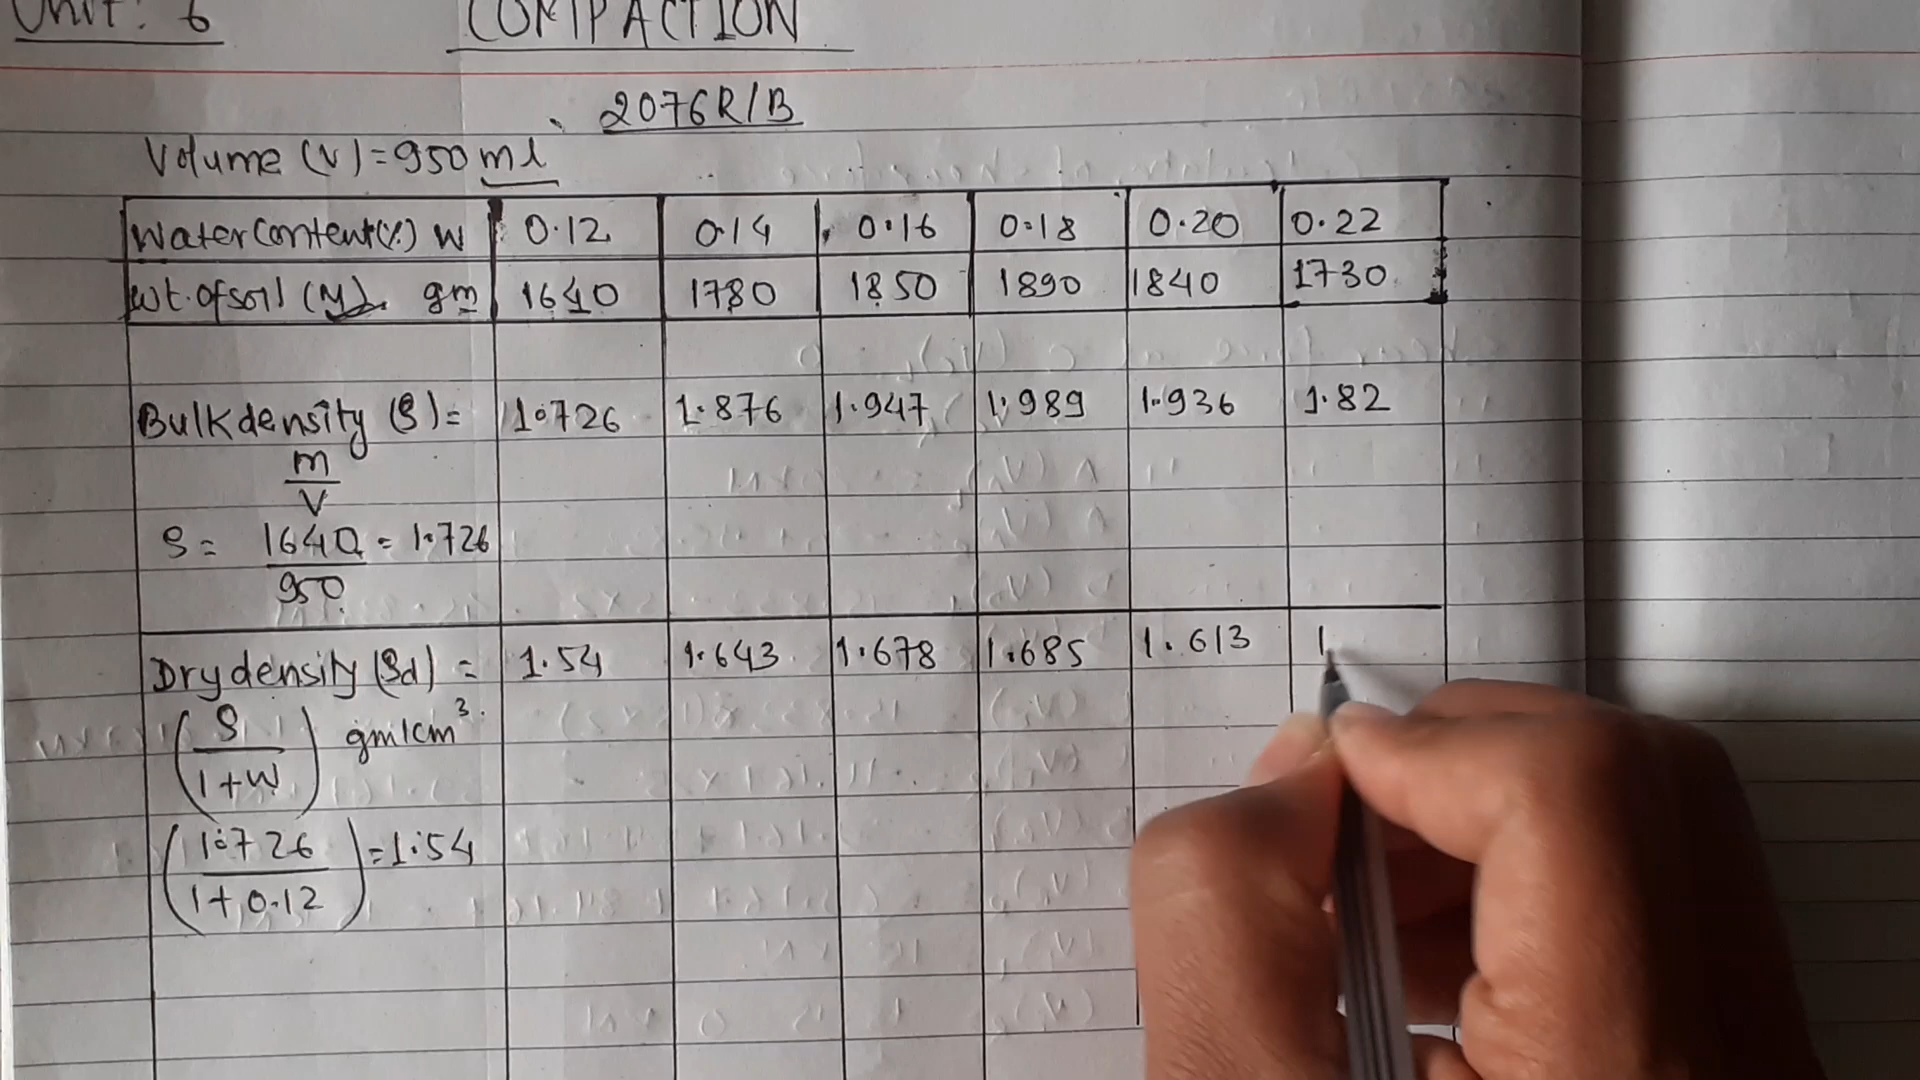 Unit: 6 COMPACTION
2076R/B
Volume (V) = 950 ml
Water Content(%) W 0.12 0.14 0.16 0.18 0.20 0.22
Wt. of soil (M) gm 1640 1780 1850 1890 1840 1730
Bulk density (ρ) = 1.726 1.876 1.947 1.989 1.936 1.82
m
V
ρ = 1640 = 1.726
950
Dry density (ρd) = 1.54 1.643 1.678 1.685 1.613 1
(ρ gm/cm³
1+W)
(1.726 = 1.54
1+0.12)